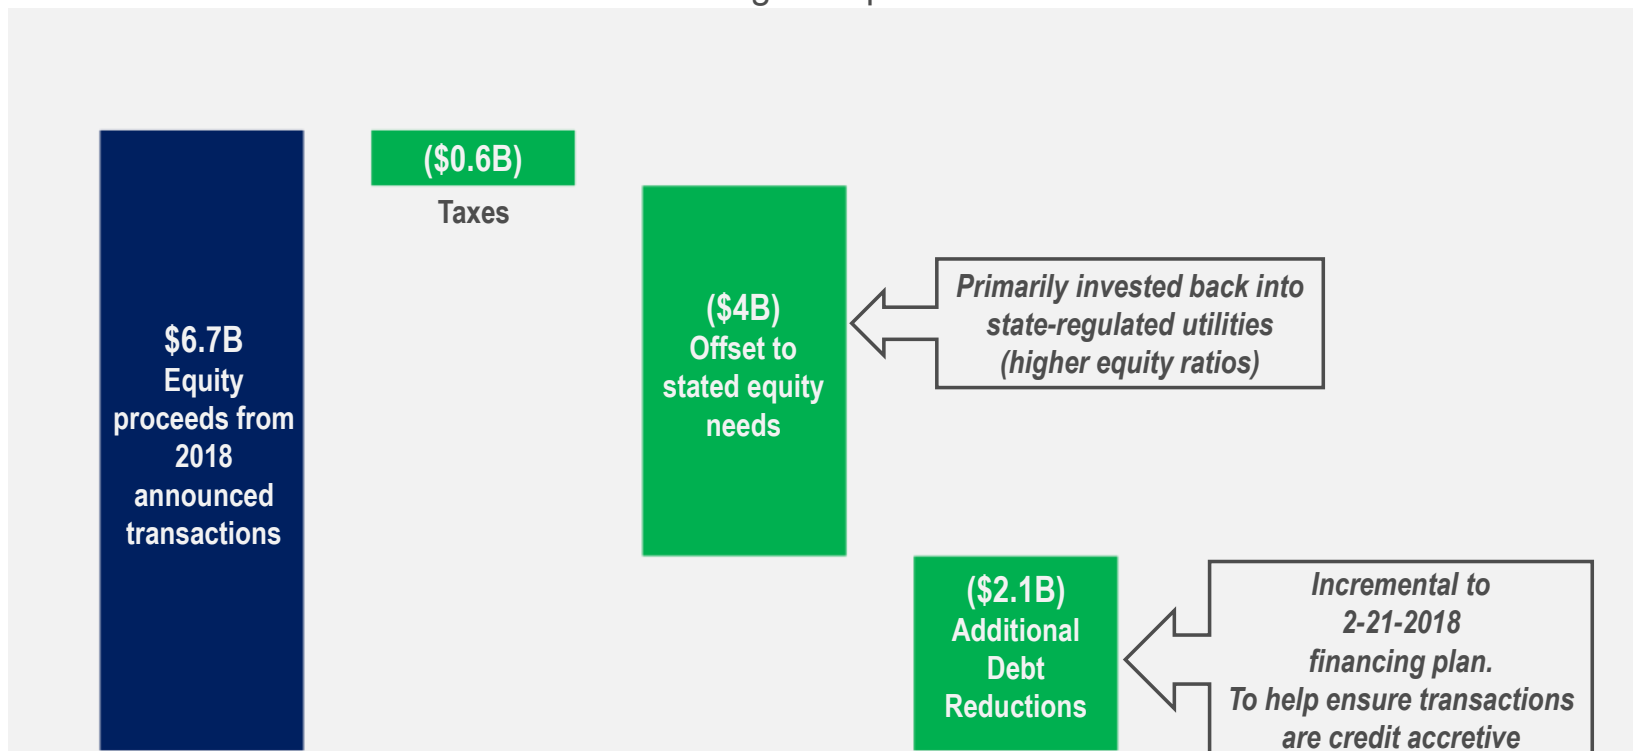 $6.7B
Equity
proceeds from
2018
announced
transactions
($0.6B)
Taxes
($4B)
Offset to
stated equity
needs
Primarily invested back into
state-regulated utilities
(higher equity ratios)
($2.1B)
Additional
Debt
Reductions
Incremental to
2-21-2018
financing plan.
To help ensure transactions
are credit accretive